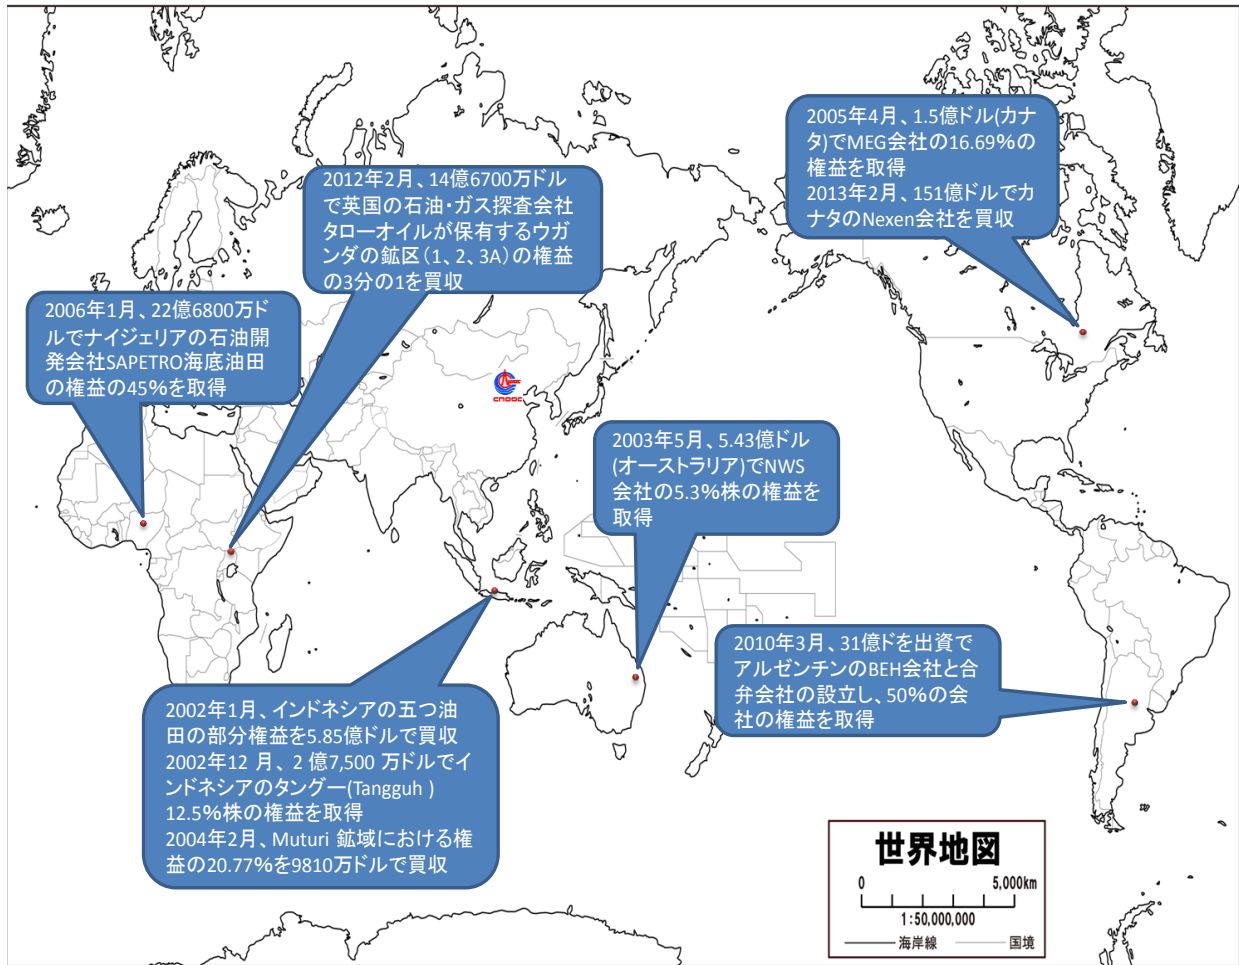 2005年4月、1.5億ドル(カナ
タ)でMEG会社の16.69%の
権益を取得
2013年2月、151億ドルでカ
ナタのNexen会社を買収
2012年2月、14億6700万ドル
で英国の石油・ガス探査会社
タローオイルが保有するウガ
ンダの鉱区(1、2、3A)の権益
の3分の1を買収
2006年1月、22億6800万ド
ルでナイジェリアの石油開
発会社SAPETRO海底油田
の権益の45%を取得
CNOOC
2003年5月、5.43億ドル
(オーストラリア)でNWS
会社の5.3%株の権益を
取得
2010年3月、31億ドを出資で
アルゼンチンのBEH会社と合
弁会社の設立し、50%の会
社の権益を取得
2002年1月、インドネシアの五つ油
田の部分権益を5.85億ドルで買収
2002年12 月、2 億7,500 万ドルでイ
ンドネシアのタングー(Tangguh )
12.5%株の権益を取得
2004年2月、Muturi 鉱域における権
益の20.77%を9810万ドルで買収
世界地図
0 5,000km
1:50,000,000
海岸線 国境